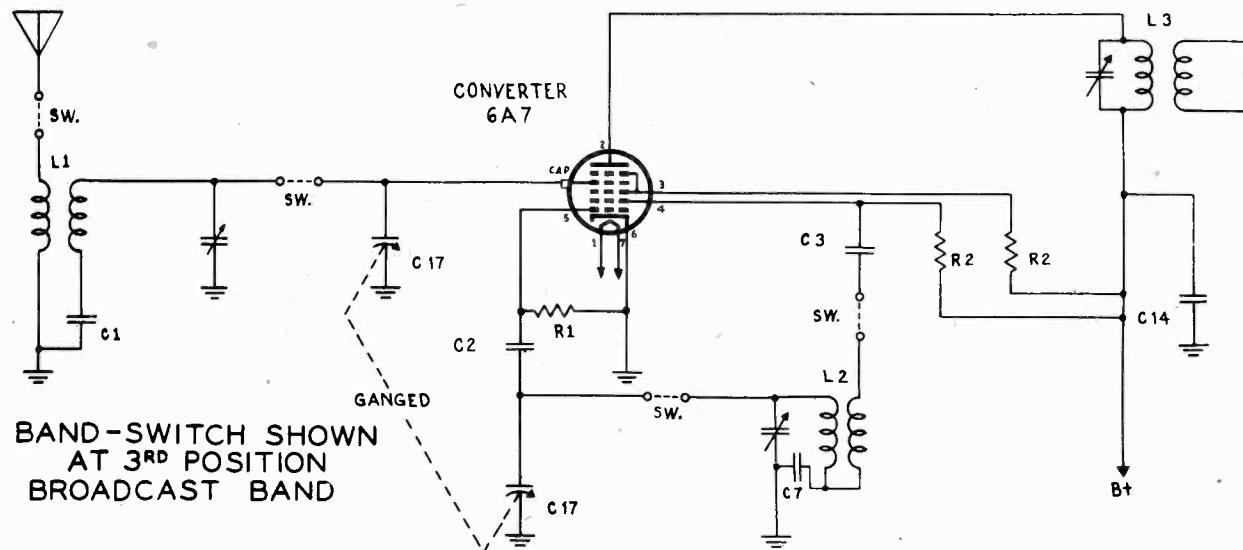 L3
CONVERTER
6A7
SW.
L1
2
CAP
3
4
5
6
1
7
SW.
C17
C3
R2
R2
C1
R1
C2
SW.
C14
L2
GANGED
SW.
BAND-SWITCH SHOWN
AT 3RD POSITION
BROADCAST BAND
C7
C17
B+